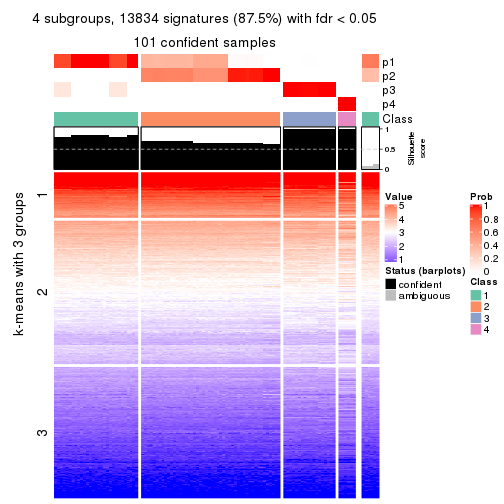 4 subgroups, 13834 signatures (87.5%) with fdr < 0.05
101 confident samples
p1
p2
p3
p4
Class
1
0.5
0
Silhouette
score
k-means with 3 groups
1
2
3
Value
5
4
3
2
1
Status (barplots)
confident
ambiguous
Prob
1
0.8
0.6
0.4
0.2
0
Class
1
2
3
4